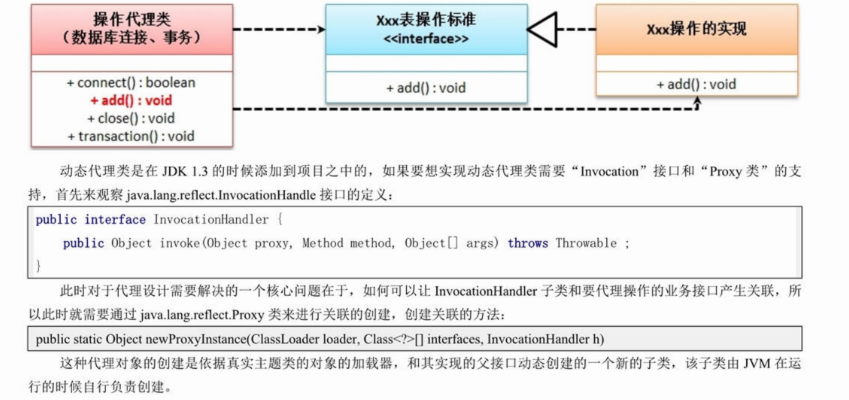 操作代理类
（数据库连接、事务）
+ connect() : boolean
+ add() : void
+ close() : void
+ transaction() : void
Xxx表操作标准
<<interface>>
+ add() : void
Xxx操作的实现
+ add() : void
动态代理类是在 JDK 1.3 的时候添加到项目之中的，如果要想实现动态代理类需要“Invocation”接口和“Proxy 类”的支
持，首先来观察 java.lang.reflect.InvocationHandle 接口的定义：
public interface InvocationHandler {
public Object invoke(Object proxy, Method method, Object[] args) throws Throwable ;
}
此时对于代理设计需要解决的一个核心问题在于，如何可以让 InvocationHandler 子类和要代理操作的业务接口产生关联，所
以此时就需要通过 java.lang.reflect.Proxy 类来进行关联的创建，创建关联的方法：
public static Object newProxyInstance(ClassLoader loader, Class<?>[] interfaces, InvocationHandler h)
这种代理对象的创建是依据真实主题类的对象的加载器，和其实现的父接口动态创建的一个新的子类，该子类由 JVM 在运
行的时候自行负责创建。